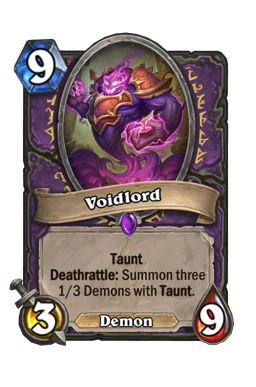 9
Voidlord
Taunt
Deathrattle: Summon three
1/3 Demons with Taunt.
3
Demon
9